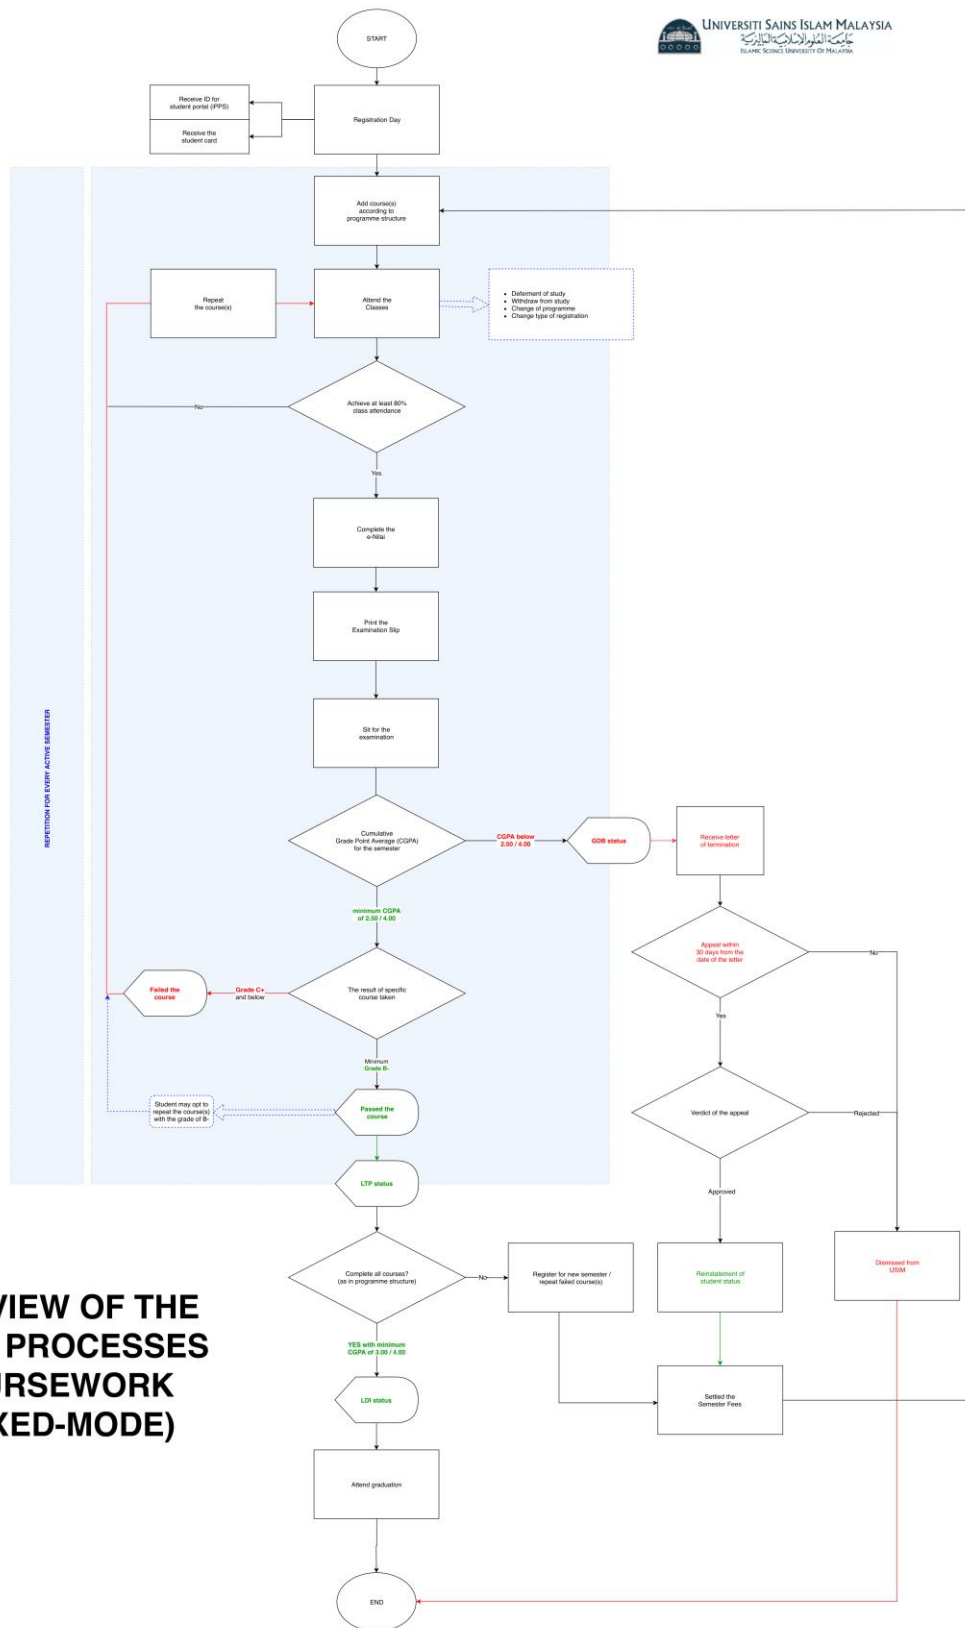 START
UNIVERSITI SAINS ISLAM MALAYSIA
جامعة العلوم الإسلامية الماليزية
ISLAMIC SCIENCE UNIVERSITY OF MALAYSIA
Receive ID for
student portal (iPPS)
Receive the
student card
Registration Day
Add course(s)
according to
programme structure
Repeat
the course(s)
Attend the
Classes
• Deferment of study
• Withdraw from study
• Change of programme
• Change type of registration
Achieve at least 80%
class attendance
No
Yes
Complete the
e-Nilai
Print the
Examination Slip
Sit for the
examination
REPETITION FOR EVERY ACTIVE SEMESTER
Cumulative
Grade Point Average (CGPA)
for the semester
CGPA below
2.50 / 4.00
GDB status
Receive letter
of termination
minimum CGPA
of 2.50 / 4.00
Appeal within
30 days from the
date of the letter
No
Yes
The result of specific
course taken
Grade C+
and below
Failed the
course
Minimum
Grade B-
Passed the
course
Student may opt to
repeat the course(s)
with the grade of B-
Verdict of the appeal
Rejected
Approved
LTP status
Complete all courses?
(as in programme structure)
No
Register for new semester /
repeat failed course(s)
Reinstatement of
student status
Dismissed from
USIM
YES with minimum
CGPA of 3.00 / 4.00
LDI status
Settled the
Semester Fees
VIEW OF THE
PROCESSES
URSEWORK
XED-MODE)
Attend graduation
END